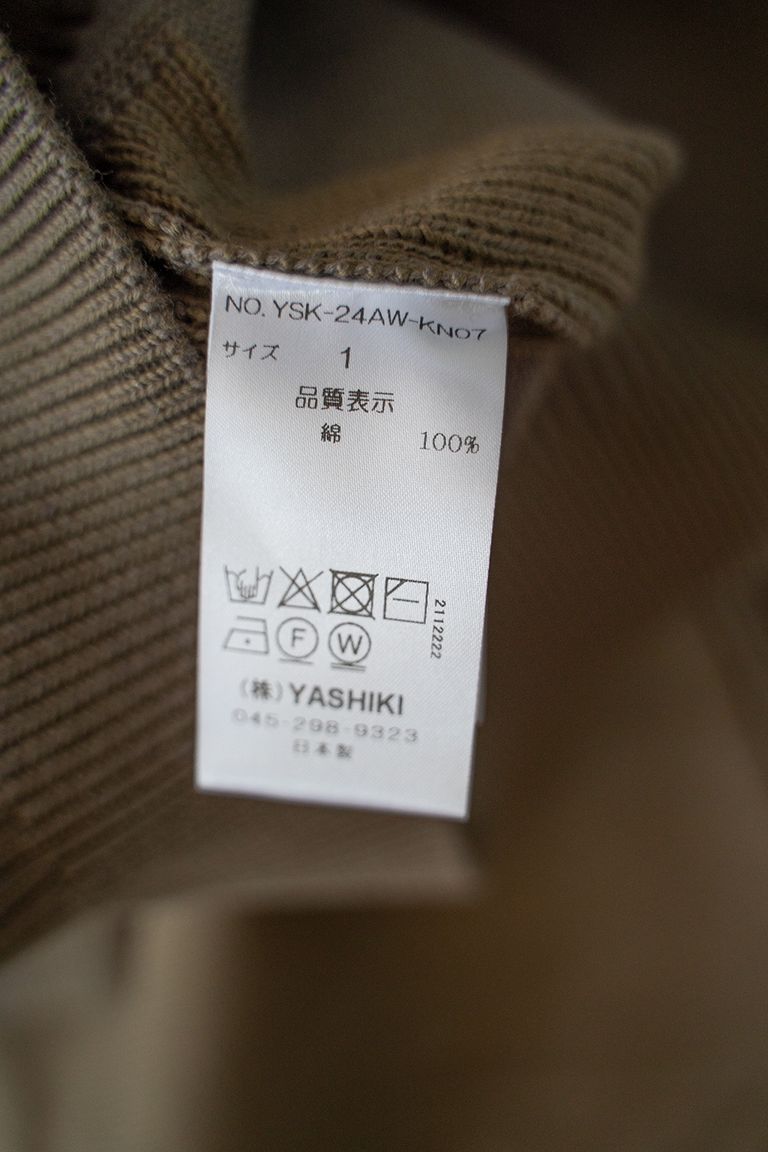 NO. YSK-24AW-KN07
サイズ 1
品質表示
綿 100%
2112222
F W
(株) YASHIKI
045-298-9323
日本製